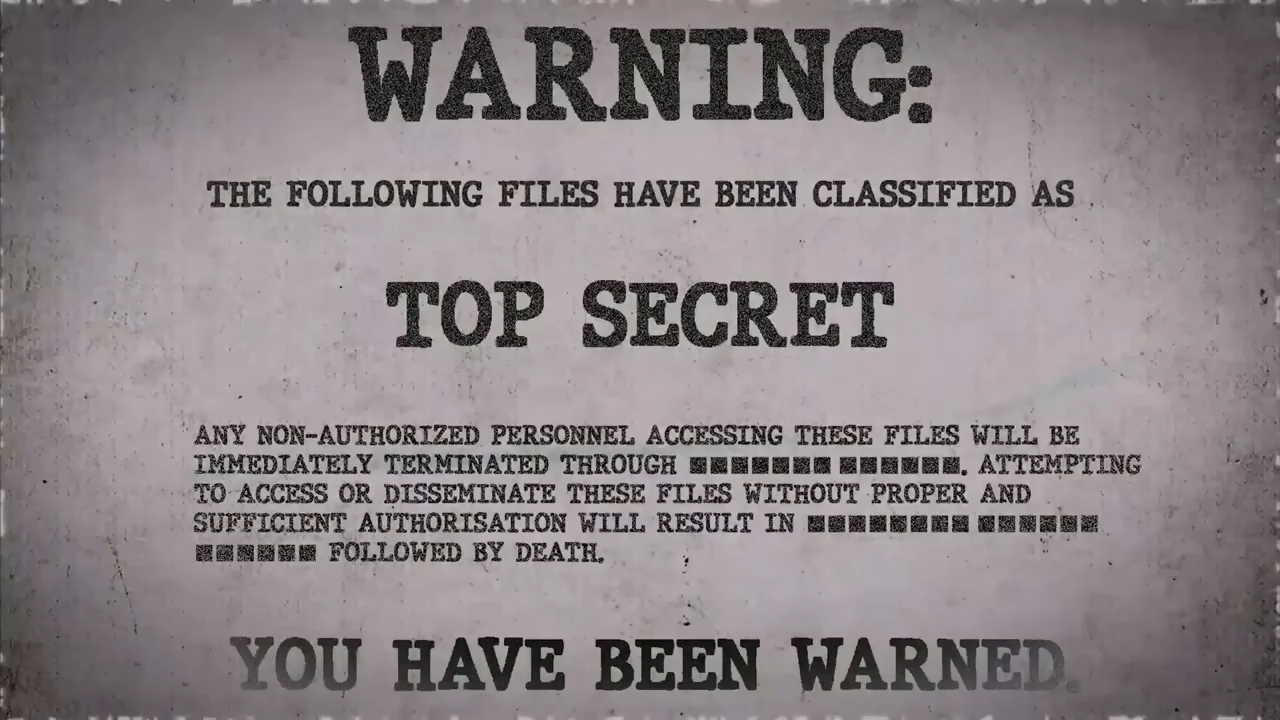 WARNING:
THE FOLLOWING FILES HAVE BEEN CLASSIFIED AS
TOP SECRET
ANY NON-AUTHORIZED PERSONNEL ACCESSING THESE FILES WILL BE
IMMEDIATELY TERMINATED THROUGH ■■■■■■■ ■■■■■■. ATTEMPTING
TO ACCESS OR DISSEMINATE THESE FILES WITHOUT PROPER AND
SUFFICIENT AUTHORISATION WILL RESULT IN ■■■■■■■■ ■■■■■■
■■■■■■ FOLLOWED BY DEATH.
YOU HAVE BEEN WARNED.